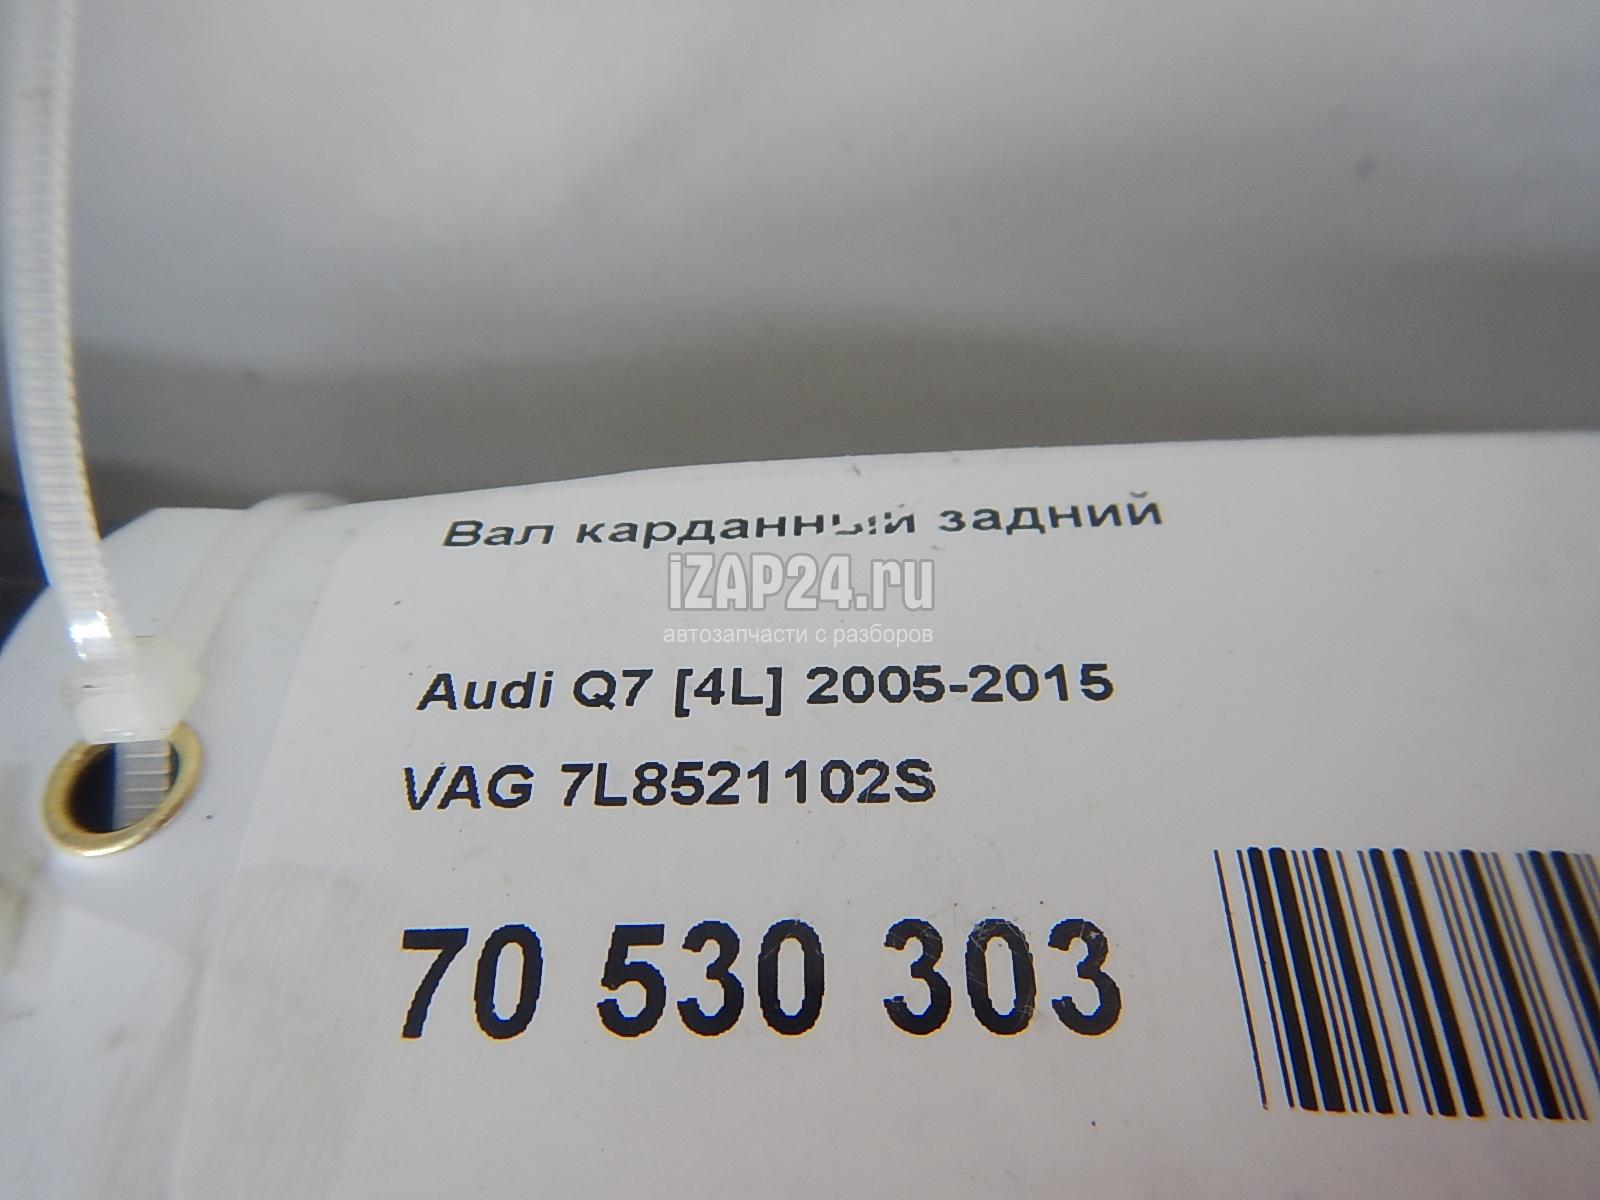 Вал карданный задний
iZAP24.ru
автозапчасти с разборов
Audi Q7 [4L] 2005-2015
VAG 7L8521102S
70 530 303